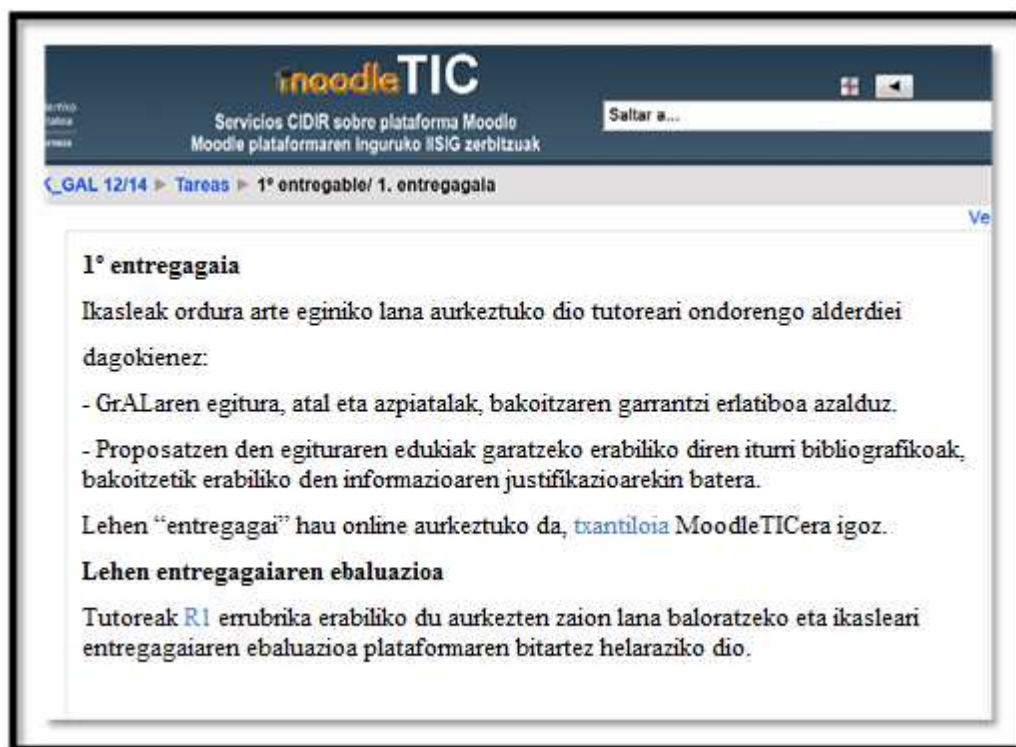 moodleTIC
Servicios CIDIR sobre plataforma Moodle
Moodle plataformaren inguruko IISIG zerbitzuak
Saltar a...
_GAL 12/14 ► Tareas ► 1º entregable/ 1. entregagaia
Ve
1º entregagaia
Ikasleak ordura arte eginiko lana aurkeztuko dio tutoreari ondorengo alderdiei
dagokienez:
- GrALaren egitura, atal eta azpiatalak, bakoitzaren garrantzi erlatiboa azalduz.
- Proposatzen den egituraren edukiak garatzeko erabiliko diren iturri bibliografikoak,
bakoitzetik erabiliko den informazioaren justifikazioarekin batera.
Lehen “entregagai” hau online aurkeztuko da, txantiloia MoodleTICera igoz.
Lehen entregagaiaren ebaluazioa
Tutoreak R1 errubrika erabiliko du aurkezten zaion lana baloratzeko eta ikasleari
entregagaiaren ebaluazioa plataformaren bitartez helaraziko dio.